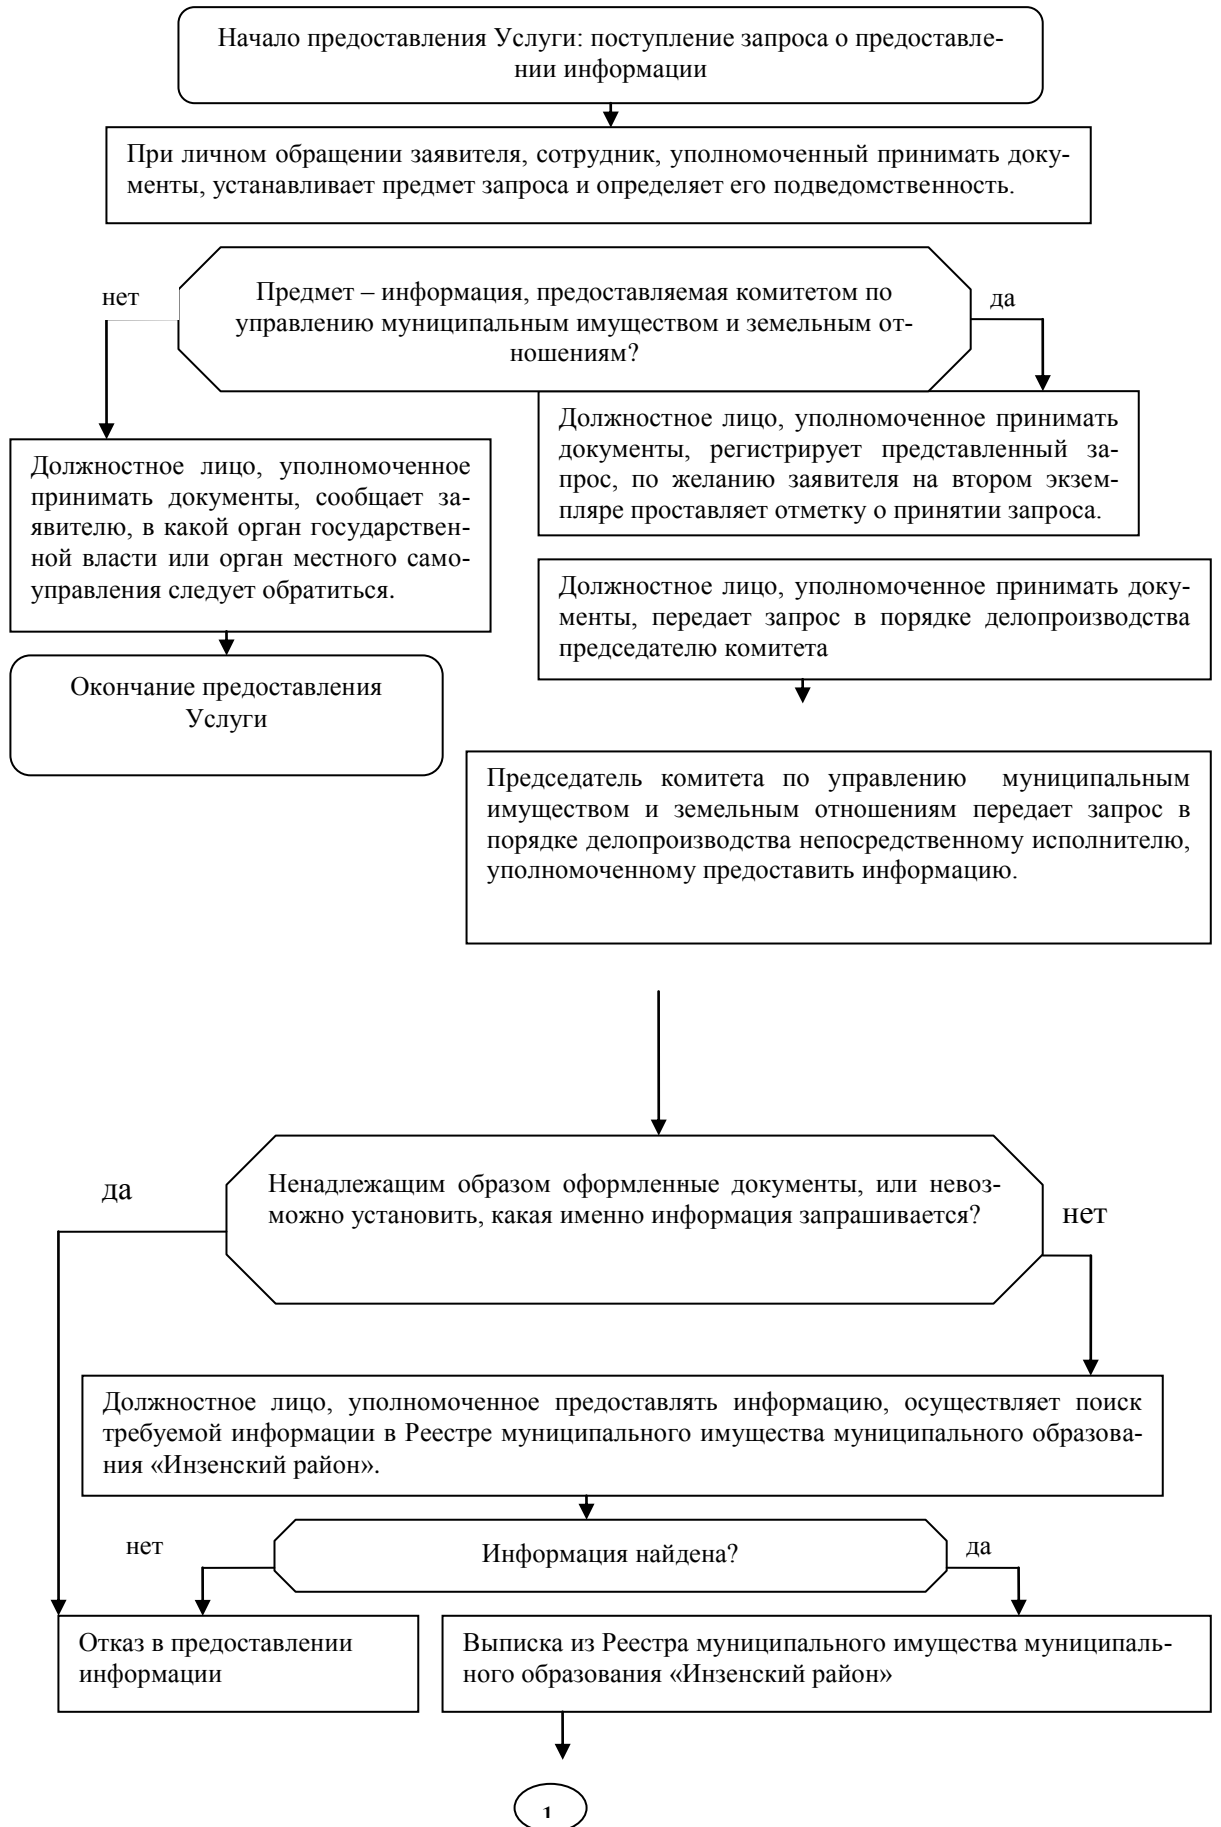 Начало предоставления Услуги: поступление запроса о предоставле-
нии информации
При личном обращении заявителя, сотрудник, уполномоченный принимать доку-
менты, устанавливает предмет запроса и определяет его подведомственность.
нет
Предмет – информация, предоставляемая комитетом по
управлению муниципальным имуществом и земельным от-
ношениям?
да
Должностное лицо, уполномоченное
принимать документы, сообщает за-
явителю, в какой орган государствен-
ной власти или орган местного само-
управления следует обратиться.
Должностное лицо, уполномоченное принимать
документы, регистрирует представленный за-
прос, по желанию заявителя на втором экзем-
пляре проставляет отметку о принятии запроса.
Должностное лицо, уполномоченное принимать доку-
менты, передает запрос в порядке делопроизводства
председателю комитета
Окончание предоставления
Услуги
Председатель комитета по управлению муниципальным
имуществом и земельным отношениям передает запрос в
порядке делопроизводства непосредственному исполнителю,
уполномоченному предоставить информацию.
да
Ненадлежащим образом оформленные документы, или невоз-
можно установить, какая именно информация запрашивается?
нет
Должностное лицо, уполномоченное предоставлять информацию, осуществляет поиск
требуемой информации в Реестре муниципального имущества муниципального образова-
ния «Инзенский район».
нет
Информация найдена?
да
Отказ в предоставлении
информации
Выписка из Реестра муниципального имущества муниципаль-
ного образования «Инзенский район»
1